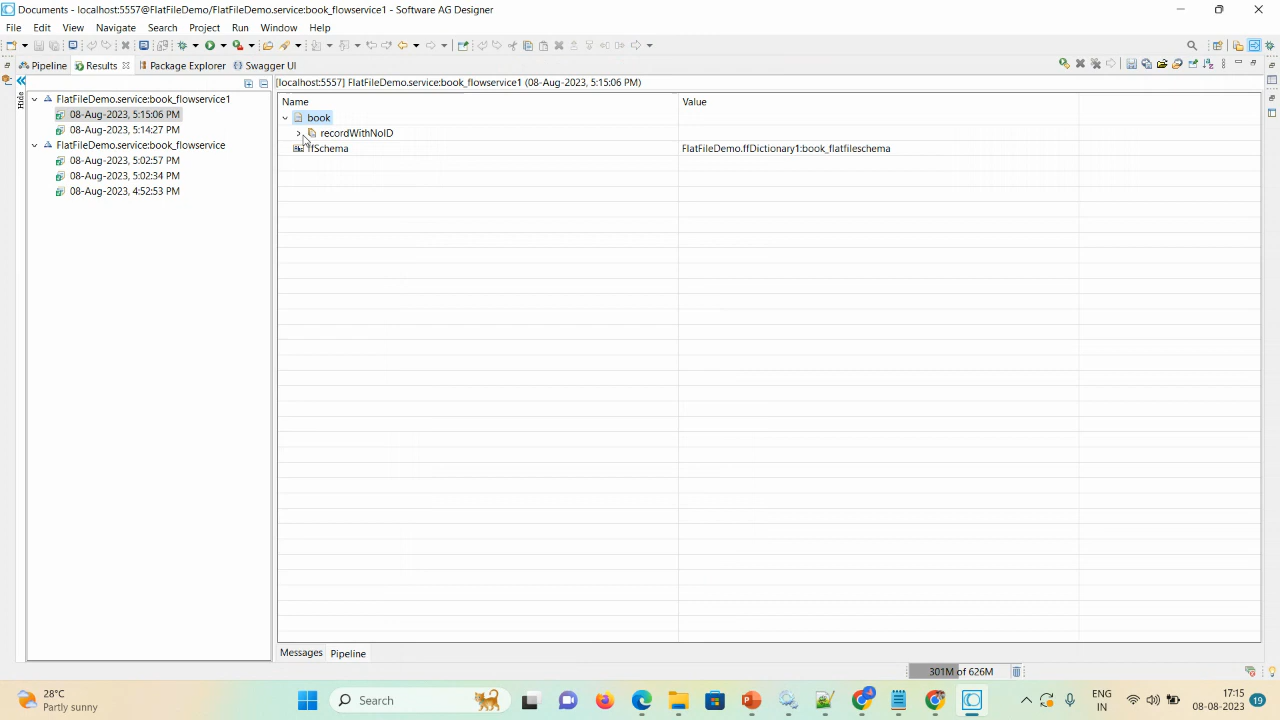 Documents - localhost:5557@FlatFileDemo/FlatFileDemo.service:book_flowservice1 - Software AG Designer
File Edit View Navigate Search Project Run Window Help
Pipeline Results Package Explorer Swagger UI
Hide
[localhost:5557] FlatFileDemo.service:book_flowservice1 (08-Aug-2023, 5:15:06 PM)
FlatFileDemo.service:book_flowservice1
08-Aug-2023, 5:15:06 PM
08-Aug-2023, 5:14:27 PM
FlatFileDemo.service:book_flowservice
08-Aug-2023, 5:02:57 PM
08-Aug-2023, 5:02:34 PM
08-Aug-2023, 4:52:53 PM
Name Value
book
recordWithNoID
ffSchema FlatFileDemo.ffDictionary1:book_flatfileschema
Messages Pipeline
301M of 626M
28°C
Partly sunny
Search
ENG
IN
17:15
08-08-2023
19